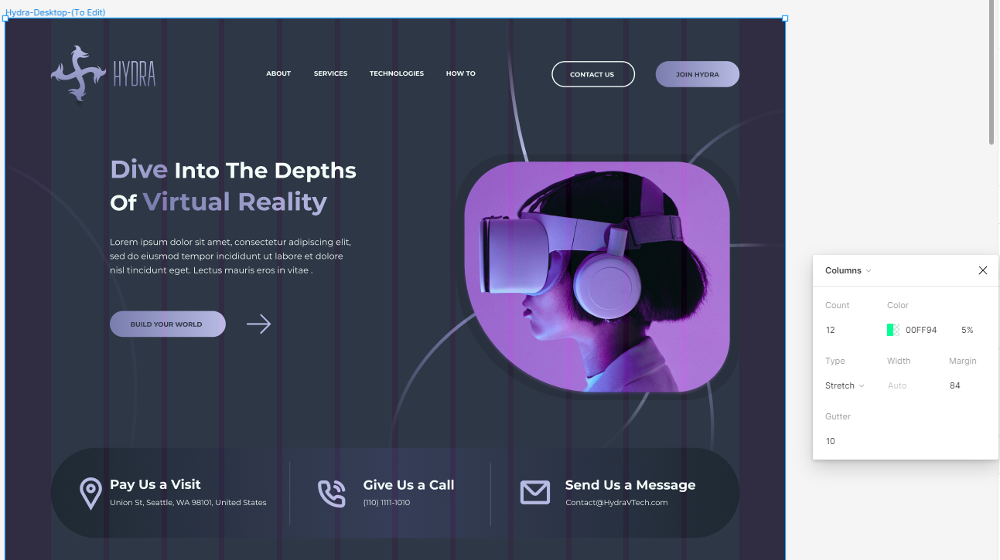 Hydra-Desktop-(To Edit)
HYDRA
ABOUT SERVICES TECHNOLOGIES HOW TO
CONTACT US
JOIN HYDRA
Dive Into The Depths
Of Virtual Reality
Lorem ipsum dolor sit amet, consectetur adipiscing elit,
sed do eiusmod tempor incididunt ut labore et dolore
nisl tincidunt eget. Lectus mauris eros in vitae .
BUILD YOUR WORLD
Pay Us a Visit
Union St, Seattle, WA 98101, United States
Give Us a Call
(110) 1111-1010
Send Us a Message
Contact@HydraVTech.com
Columns
Count Color
12 00FF94 5%
Type Width Margin
Stretch Auto 84
Gutter
10